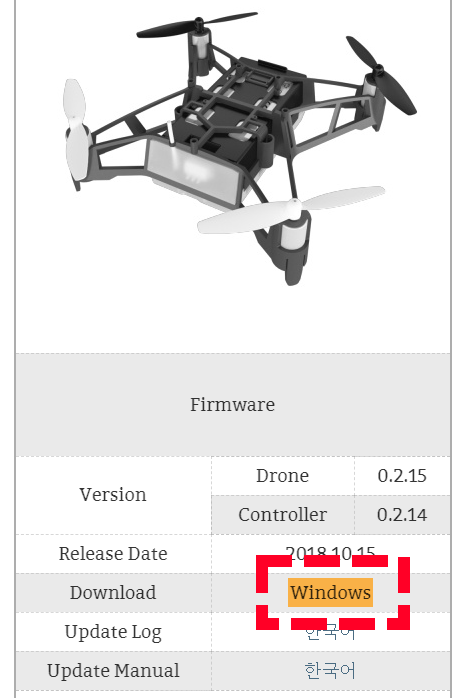 Firmware
Version
Drone 0.2.15
Controller 0.2.14
Release Date 2018.10.15
Download Windows
Update Log 한국어
Update Manual 한국어